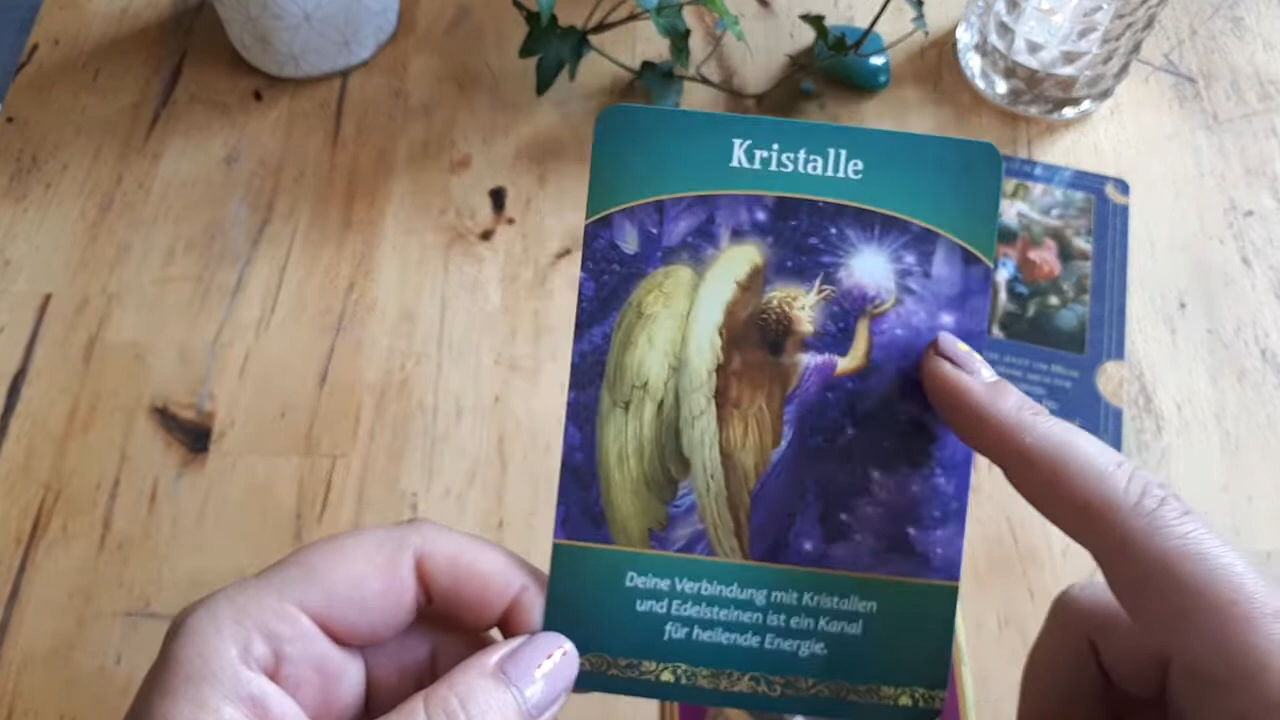 Kristalle
Deine Verbindung mit Kristallen
und Edelsteinen ist ein Kanal
für heilende Energie.